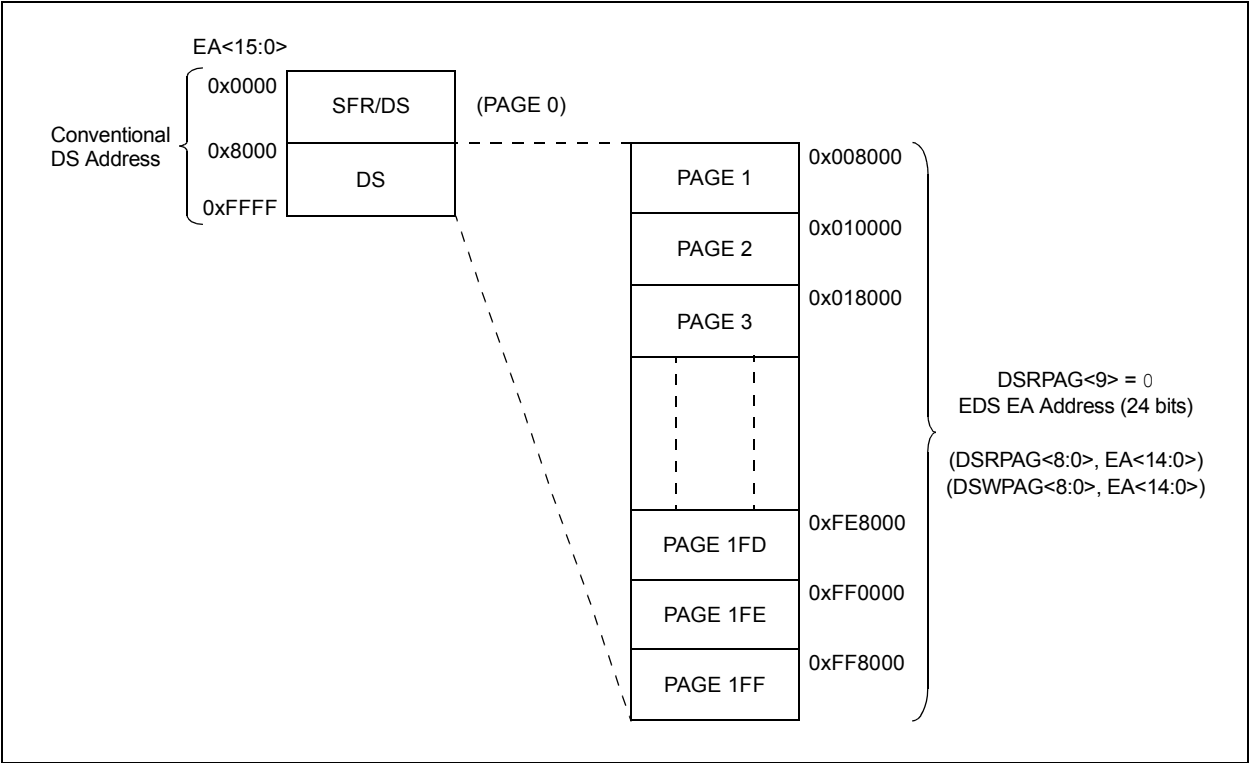 EA<15:0>
0x0000
SFR/DS
(PAGE 0)
Conventional
DS Address
0x8000
DS
0xFFFF
PAGE 1
0x008000
PAGE 2
0x010000
PAGE 3
0x018000
DSRPAG<9> = 0
EDS EA Address (24 bits)
(DSRPAG<8:0>, EA<14:0>)
(DSWPAG<8:0>, EA<14:0>)
PAGE 1FD
0xFE8000
PAGE 1FE
0xFF0000
PAGE 1FF
0xFF8000